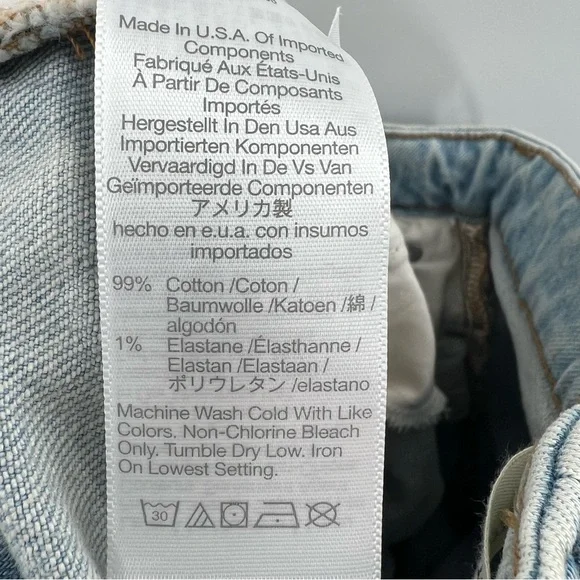 Made In U.S.A. Of Imported
Components
Fabriqué Aux États-Unis
À Partir De Composants
Importés
Hergestellt In Den Usa Aus
Importierten Komponenten
Vervaardigd In De Vs Van
Geïmporteerde Componenten
アメリカ製
hecho en e.u.a. con insumos
importados
99% Cotton /Coton /
Baumwolle /Katoen /綿 /
algodón
1% Elastane /Élasthanne /
Elastan /Elastaan /
ポリウレタン /elastano
Machine Wash Cold With Like
Colors. Non-Chlorine Bleach
Only. Tumble Dry Low. Iron
On Lowest Setting.
30